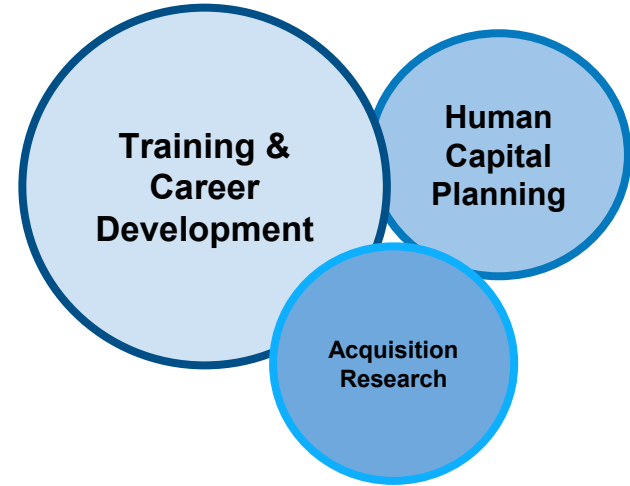 Training &
Career
Development
Human
Capital
Planning
Acquisition
Research